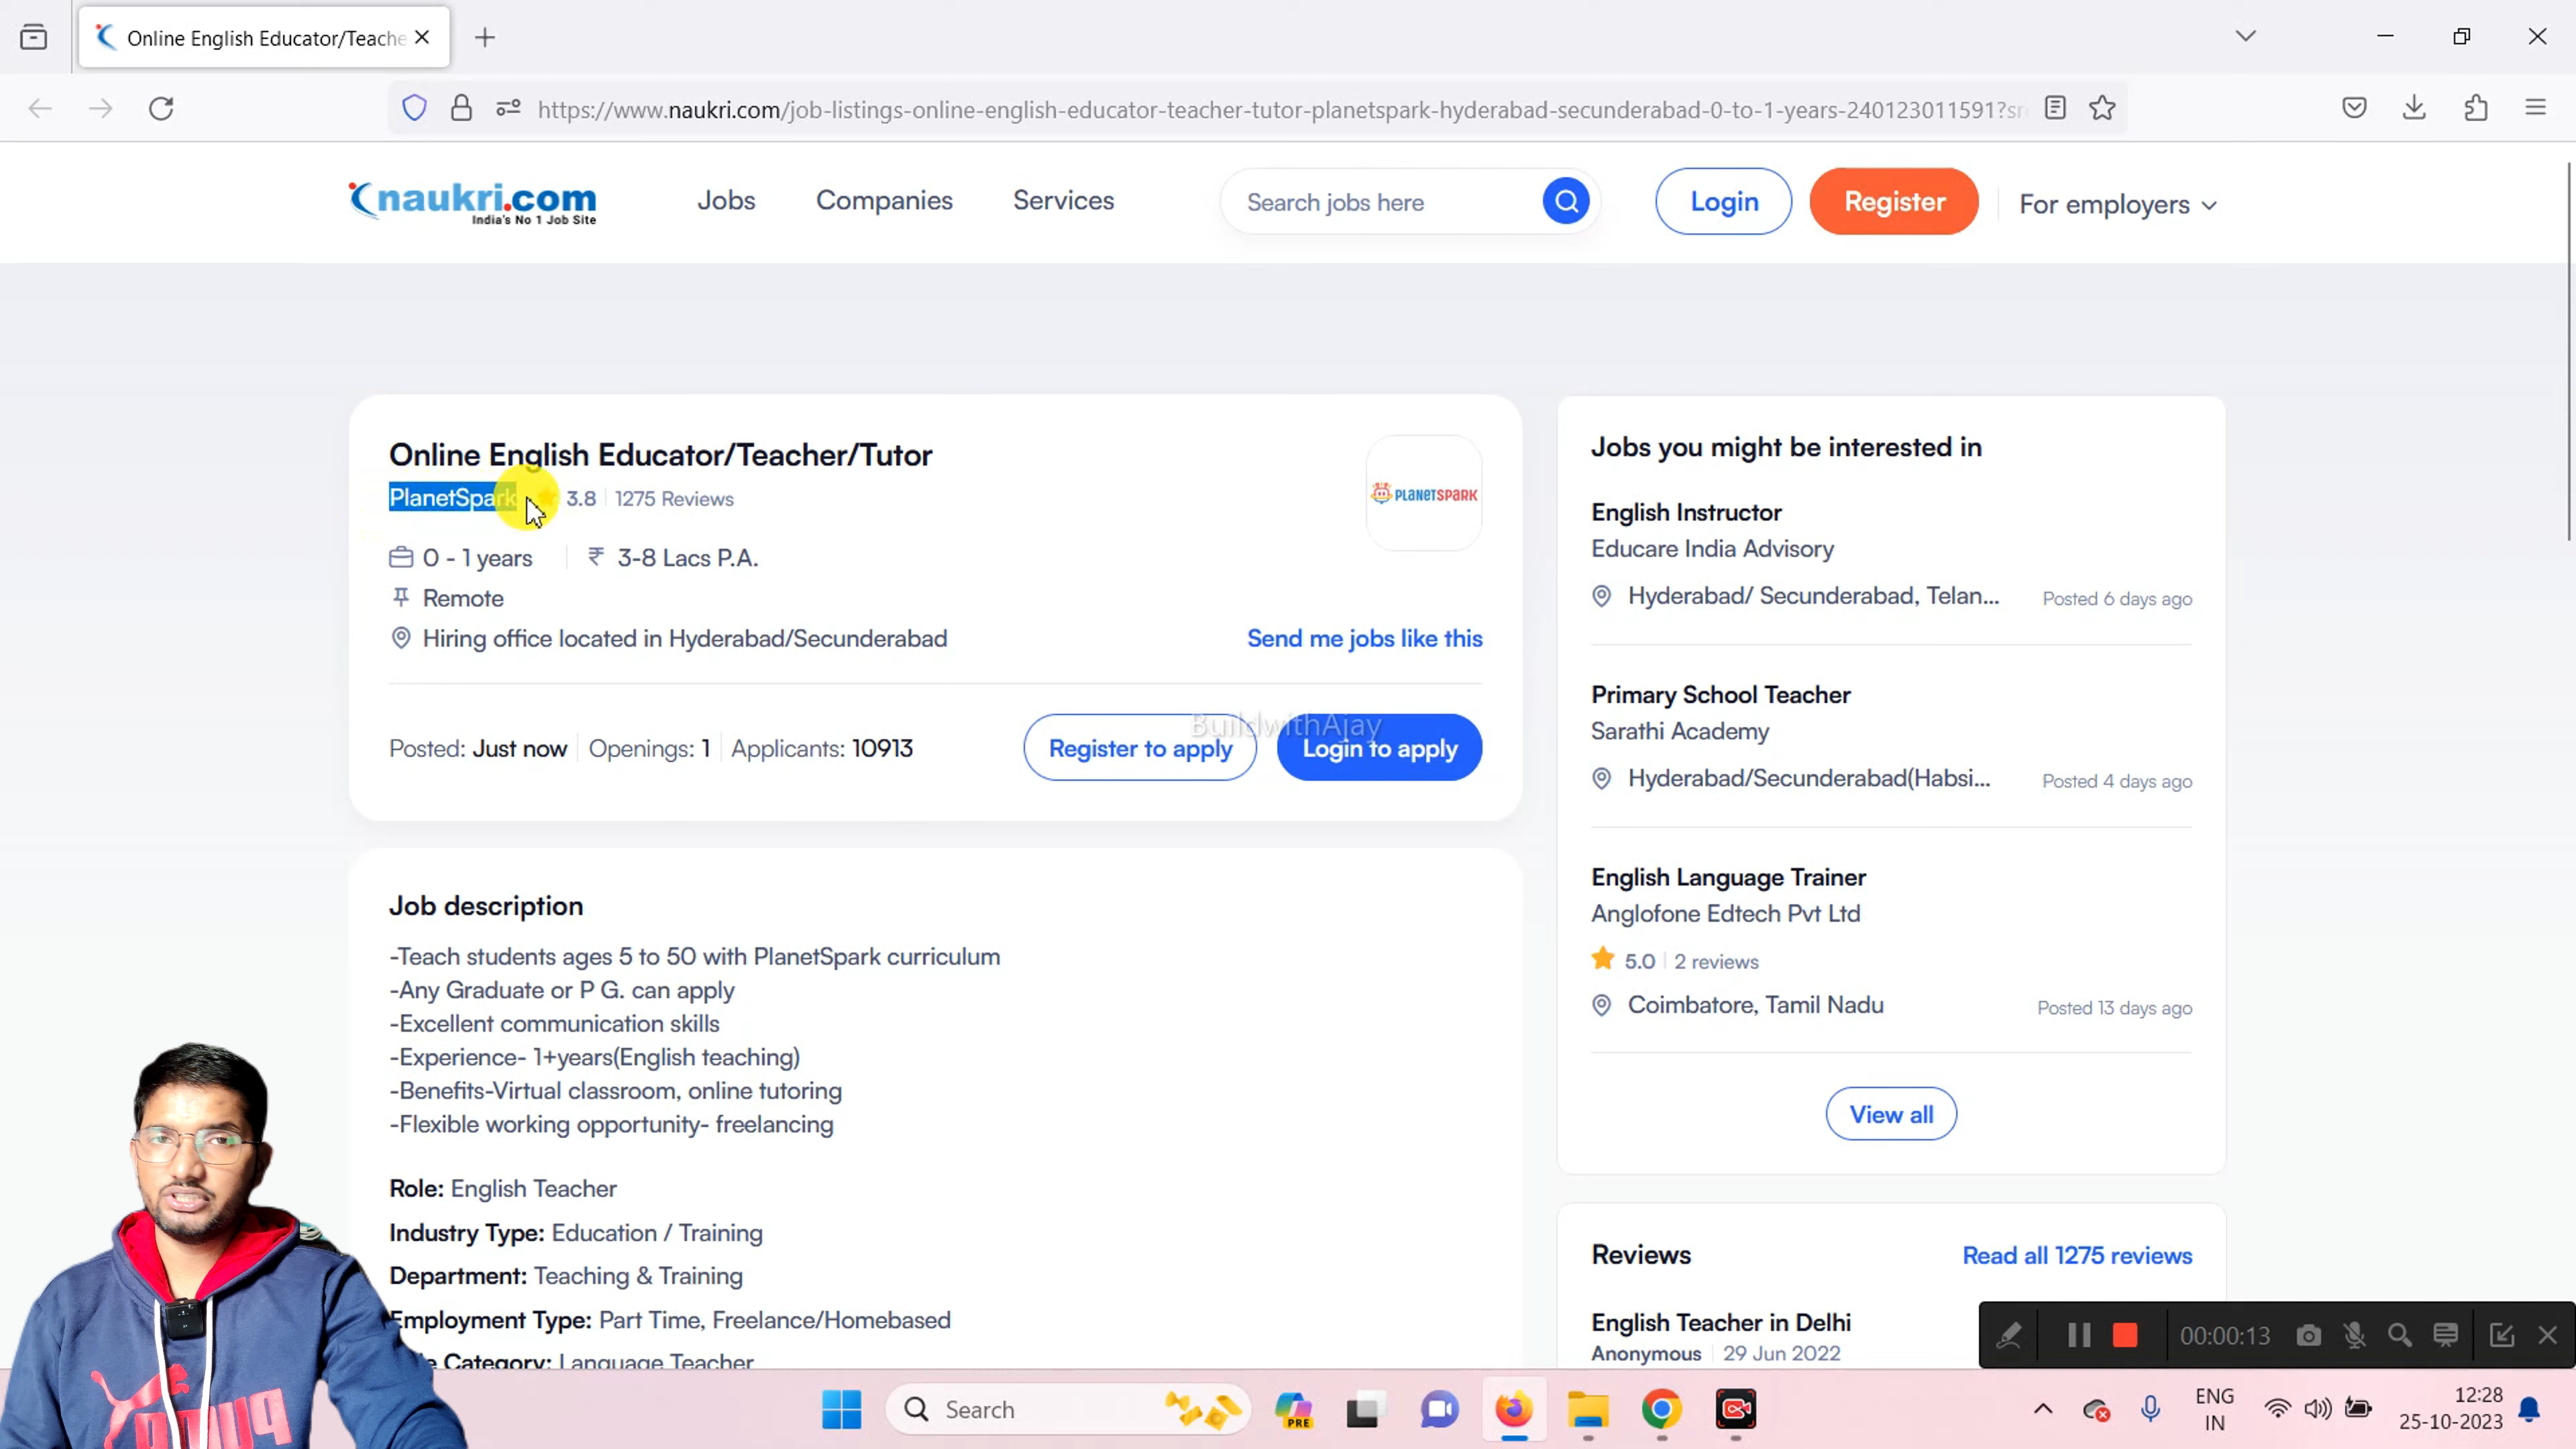 Online English Educator/Teache
https://www.naukri.com/job-listings-online-english-educator-teacher-tutor-planetspark-hyderabad-secunderabad-0-to-1-years-240123011591?sr
naukri.com
India's No 1 Job Site
Jobs
Companies
Services
Search jobs here
Login
Register
For employers
Online English Educator/Teacher/Tutor
PlanetSpark 3.8 1275 Reviews
PLANETSPARK
0 - 1 years
₹ 3-8 Lacs P.A.
Remote
Hiring office located in Hyderabad/Secunderabad
Send me jobs like this
Posted: Just now Openings: 1 Applicants: 10913
Register to apply
Login to apply
BuildwithAjay
Job description
-Teach students ages 5 to 50 with PlanetSpark curriculum
-Any Graduate or P G. can apply
-Excellent communication skills
-Experience- 1+years(English teaching)
-Benefits-Virtual classroom, online tutoring
-Flexible working opportunity- freelancing
Role: English Teacher
Industry Type: Education / Training
Department: Teaching & Training
Employment Type: Part Time, Freelance/Homebased
Category: Language Teacher
Jobs you might be interested in
English Instructor
Educare India Advisory
Hyderabad/ Secunderabad, Telan... Posted 6 days ago
Primary School Teacher
Sarathi Academy
Hyderabad/Secunderabad(Habsi... Posted 4 days ago
English Language Trainer
Anglofone Edtech Pvt Ltd
5.0 2 reviews
Coimbatore, Tamil Nadu Posted 13 days ago
View all
Reviews
Read all 1275 reviews
English Teacher in Delhi
Anonymous 29 Jun 2022
00:00:13
Search
PRE
ENG
IN
12:28
25-10-2023